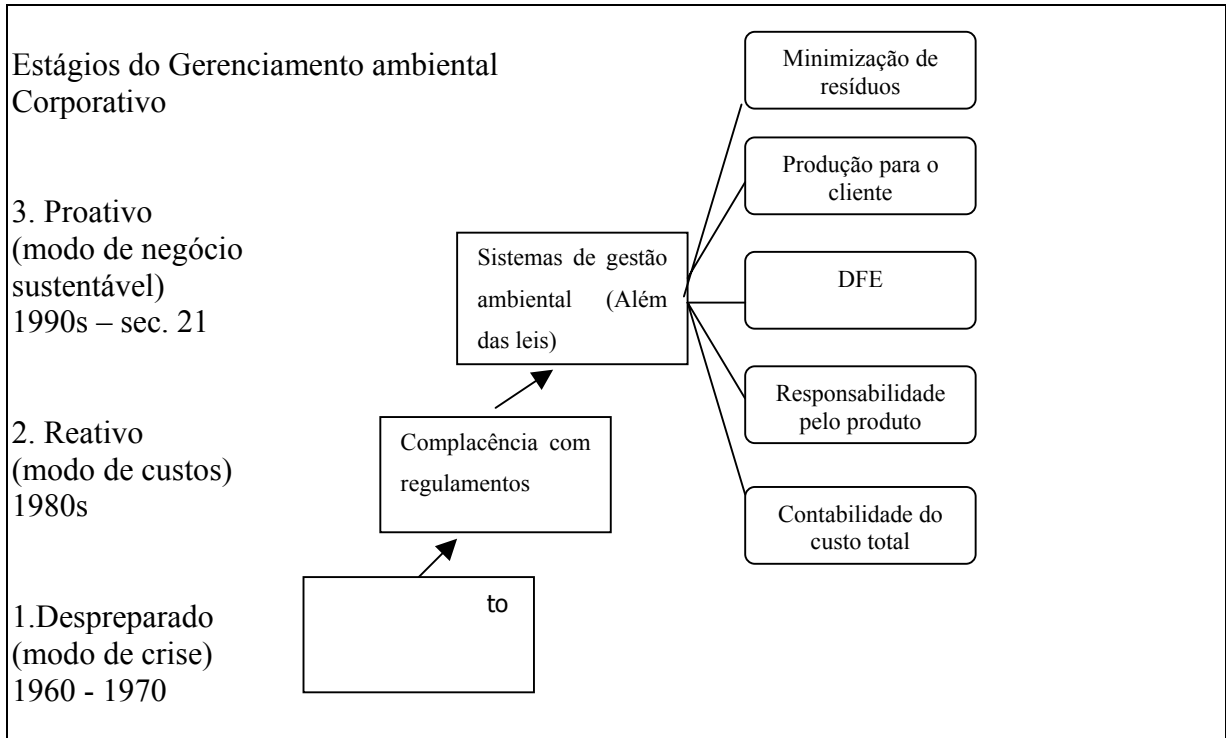 Estágios do Gerenciamento ambiental
Corporativo
3. Proativo
(modo de negócio
sustentável)
1990s – sec. 21
2. Reativo
(modo de custos)
1980s
1.Despreparado
(modo de crise)
1960 - 1970
Sistemas de gestão
ambiental (Além
das leis)
Complacência com
regulamentos
to
Minimização de
resíduos
Produção para o
cliente
DFE
Responsabilidade
pelo produto
Contabilidade do
custo total